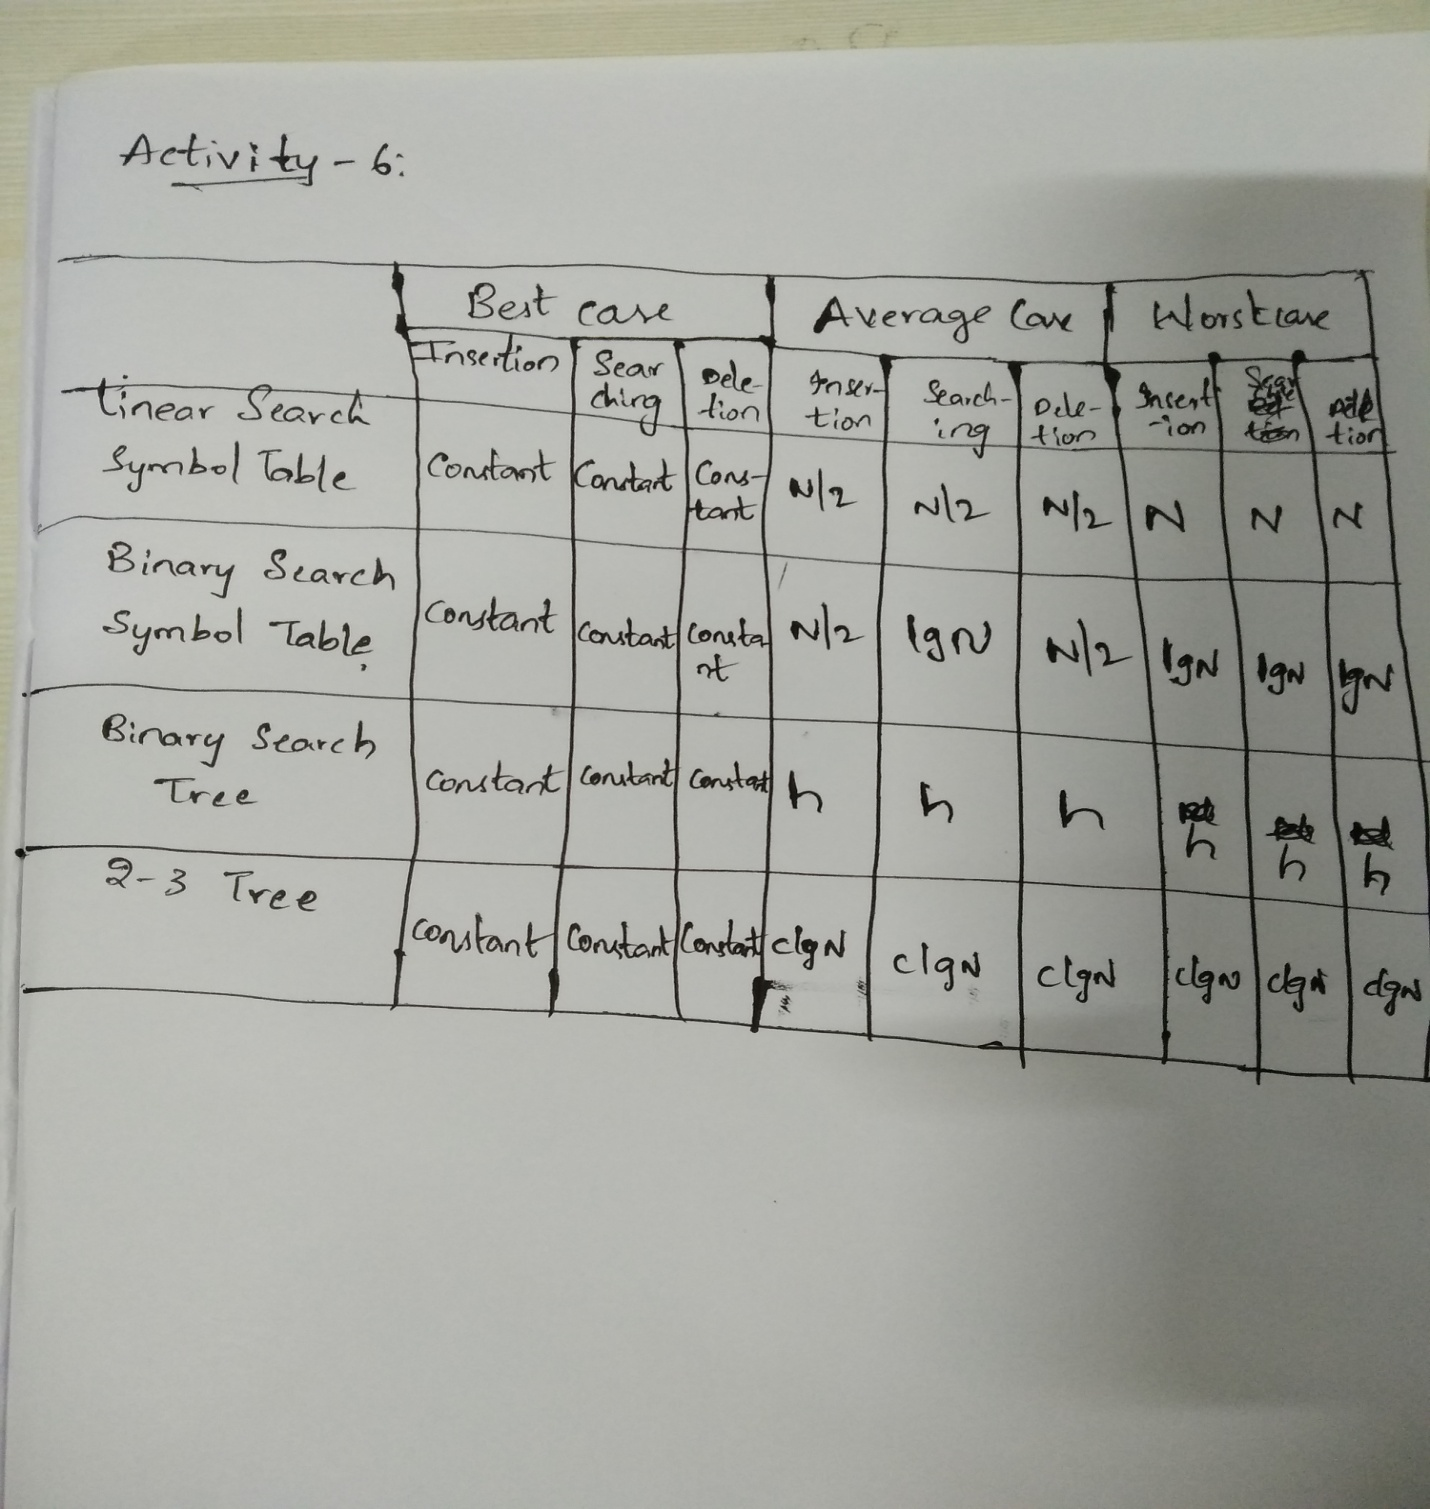 Activity - 6:
Best case Average Case Worst case
Insertion Sear Dele- Inser- Search- Dele- Insert Sear
ching tion tion ing tion -ion tion
Linear Search
Symbol Table Constant Constant Cons- N/2 N/2 N/2 N N N
tant
Binary Search
Symbol Table Constant Constant Consta N/2 lgN N/2 lgN lgN lgN
nt
Binary Search
Tree Constant Constant Constant h h h h h h
2-3 Tree
Constant Constant Constant clgN clgN clgN clgN clgN clgN